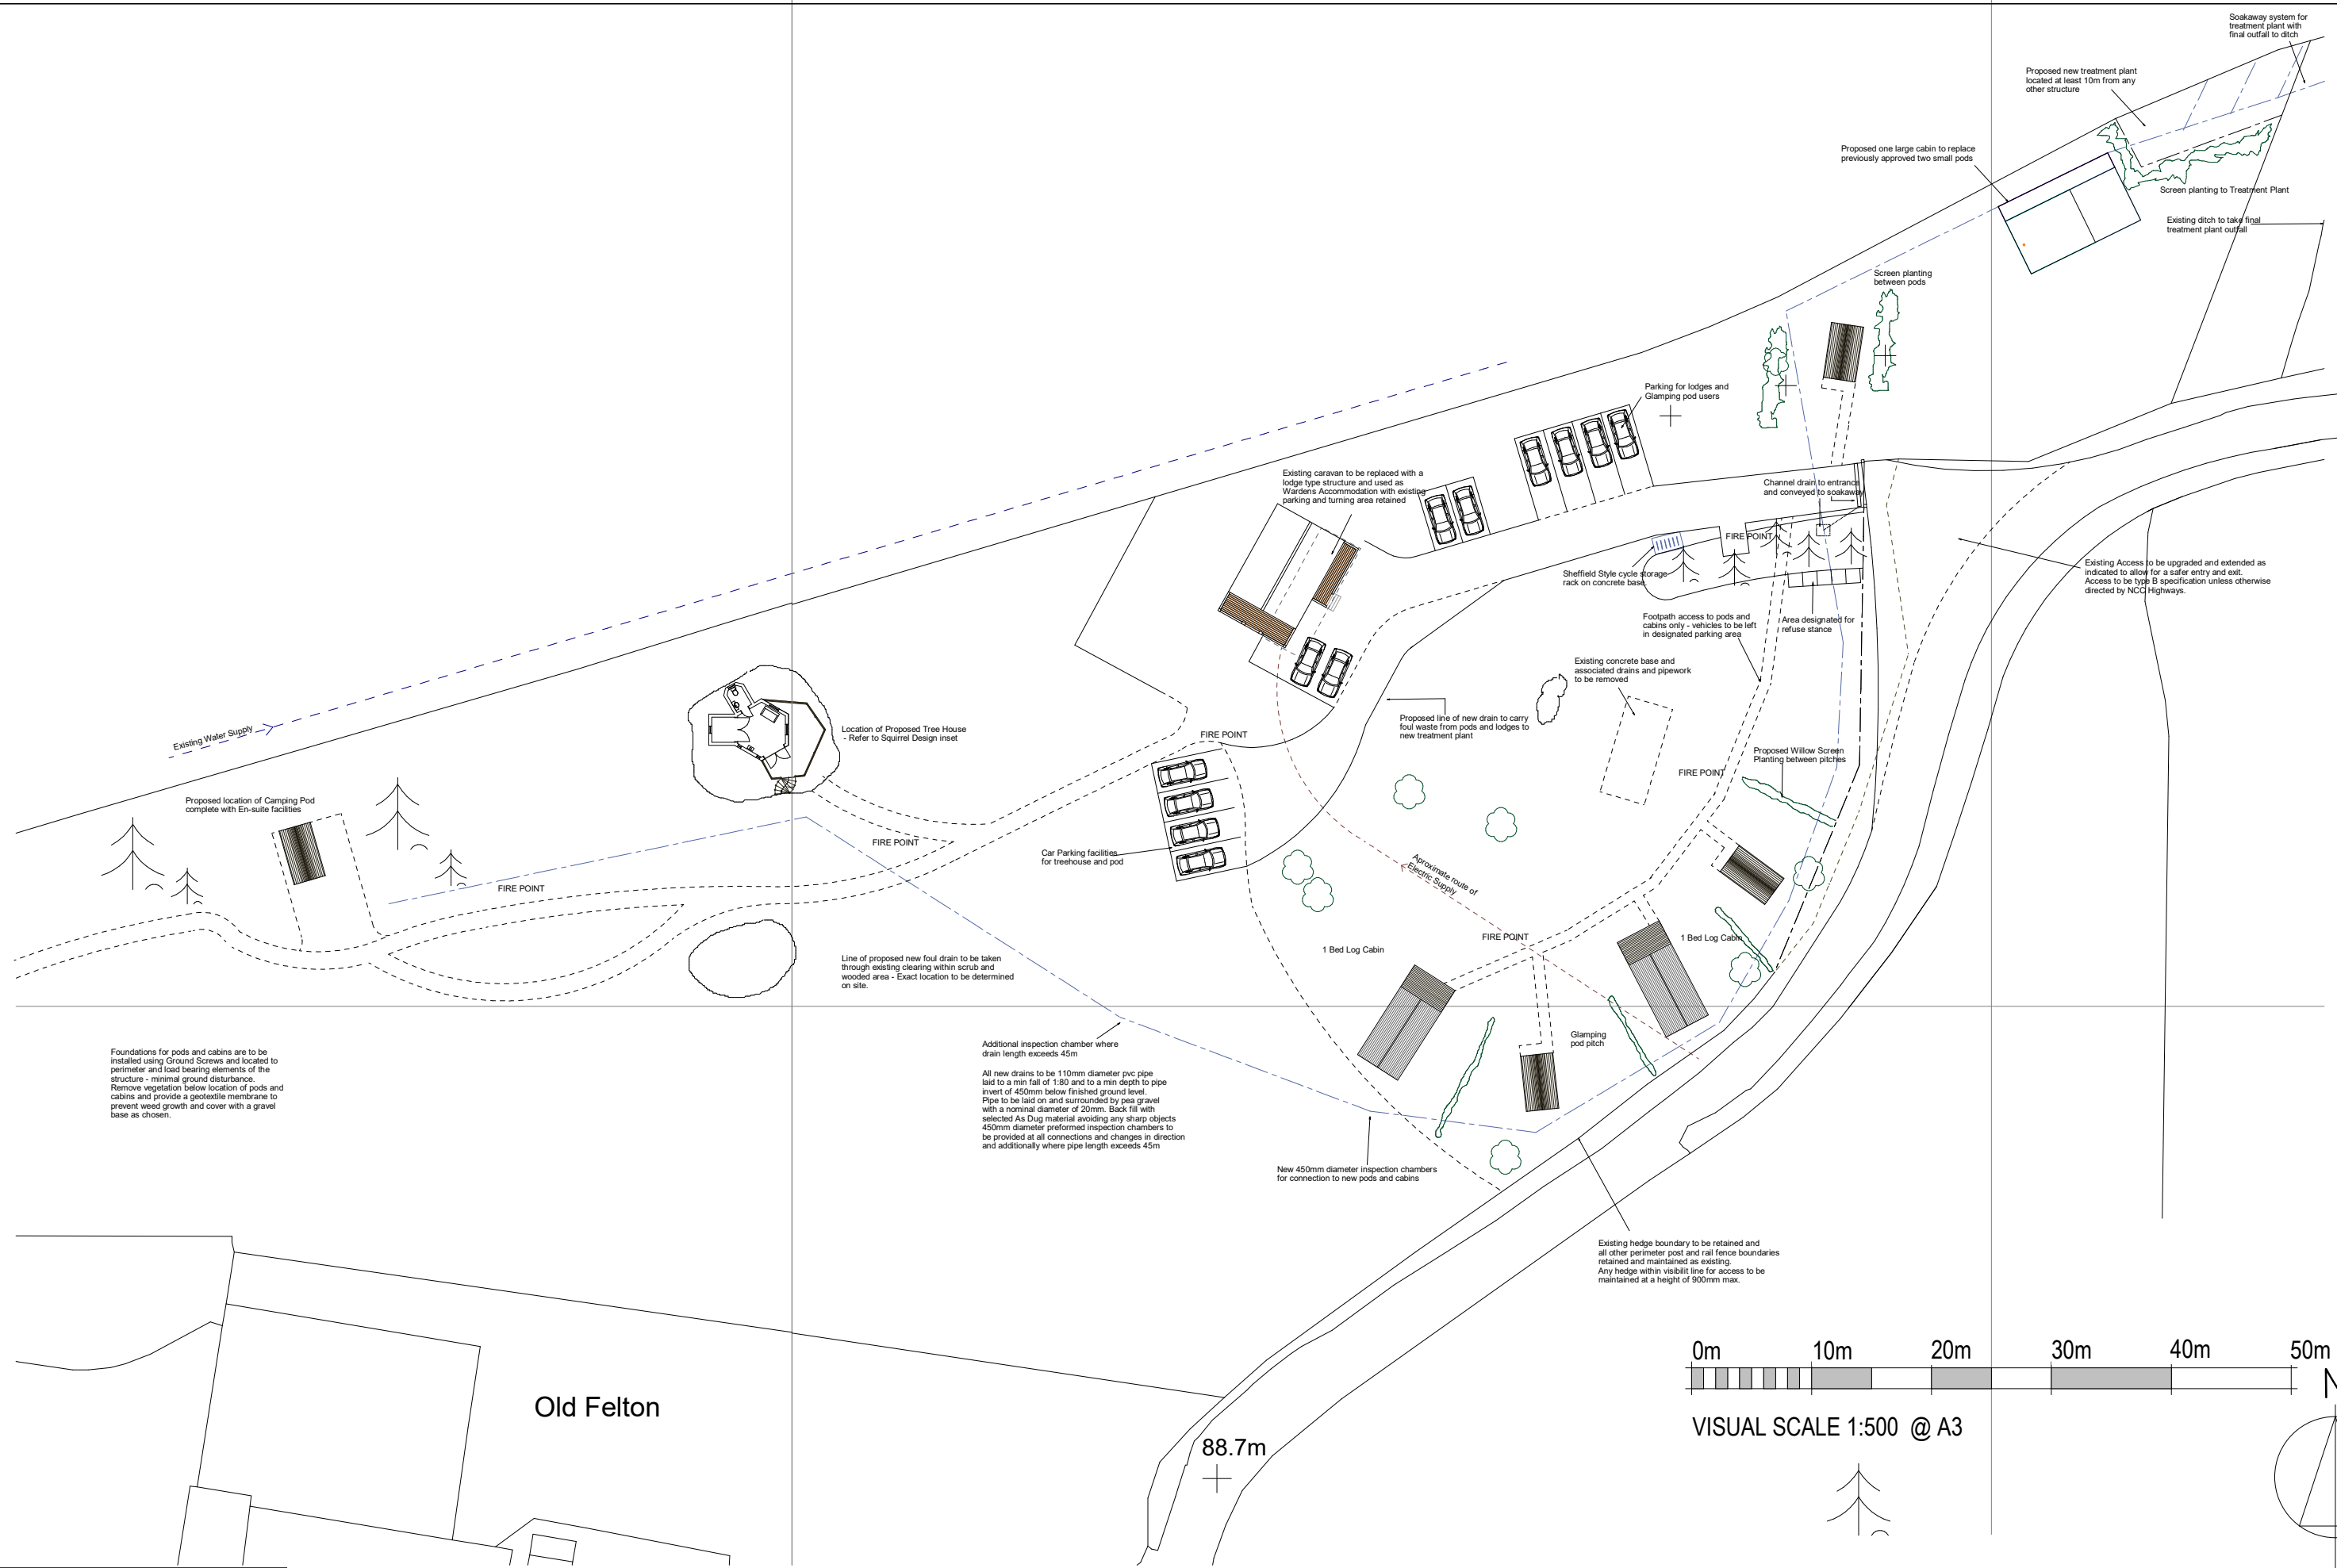 Soakaway system for
treatment plant with
final outfall to ditch
Proposed new treatment plant
located at least 10m from any
other structure
Proposed one large cabin to replace
previously approved two small pods
Screen planting to Treatment Plant
Existing ditch to take final
treatment plant outfall
Screen planting
between pods
Parking for lodges and
Glamping pod users
Existing caravan to be replaced with a
lodge type structure and used as
Wardens Accommodation with existing
parking and turning area retained
Channel drain to entrance
and conveyed to soakaway
FIRE POINT
Sheffield Style cycle storage
rack on concrete base.
Existing Access to be upgraded and extended as
indicated to allow for a safer entry and exit.
Access to be type B specification unless otherwise
directed by NCC Highways.
Footpath access to pods and
cabins only - vehicles to be left
in designated parking area
Area designated for
refuse stance
Existing concrete base and
associated drains and pipework
to be removed
Proposed line of new drain to carry
foul waste from pods and lodges to
new treatment plant
Existing Water Supply
Location of Proposed Tree House
- Refer to Squirrel Design inset
FIRE POINT
Proposed Willow Screen
Planting between pitches
FIRE POINT
Proposed location of Camping Pod
complete with En-suite facilities
FIRE POINT
Car Parking facilities
for treehouse and pod
Aproximate route of
Electric Supply
FIRE POINT
FIRE POINT
1 Bed Log Cabin
1 Bed Log Cabin
Line of proposed new foul drain to be taken
through existing clearing within scrub and
wooded area - Exact location to be determined
on site.
Glamping
pod pitch
Foundations for pods and cabins are to be
installed using Ground Screws and located to
perimeter and load bearing elements of the
structure - minimal ground disturbance.
Remove vegetation below location of pods and
cabins and provide a geotextile membrane to
prevent weed growth and cover with a gravel
base as chosen.
Additional inspection chamber where
drain length exceeds 45m
All new drains to be 110mm diameter pvc pipe
laid to a min fall of 1:80 and to a min depth to pipe
invert of 450mm below finished ground level.
Pipe to be laid on and surrounded by pea gravel
with a nominal diameter of 20mm. Back fill with
selected As Dug material avoiding any sharp objects
450mm diameter preformed inspection chambers to
be provided at all connections and changes in direction
and additionally where pipe length exceeds 45m
New 450mm diameter inspection chambers
for connection to new pods and cabins
Existing hedge boundary to be retained and
all other perimeter post and rail fence boundaries
retained and maintained as existing.
Any hedge within visibilit line for access to be
maintained at a height of 900mm max.
0m 10m 20m 30m 40m 50m
N
VISUAL SCALE 1:500 @ A3
Old Felton
88.7m